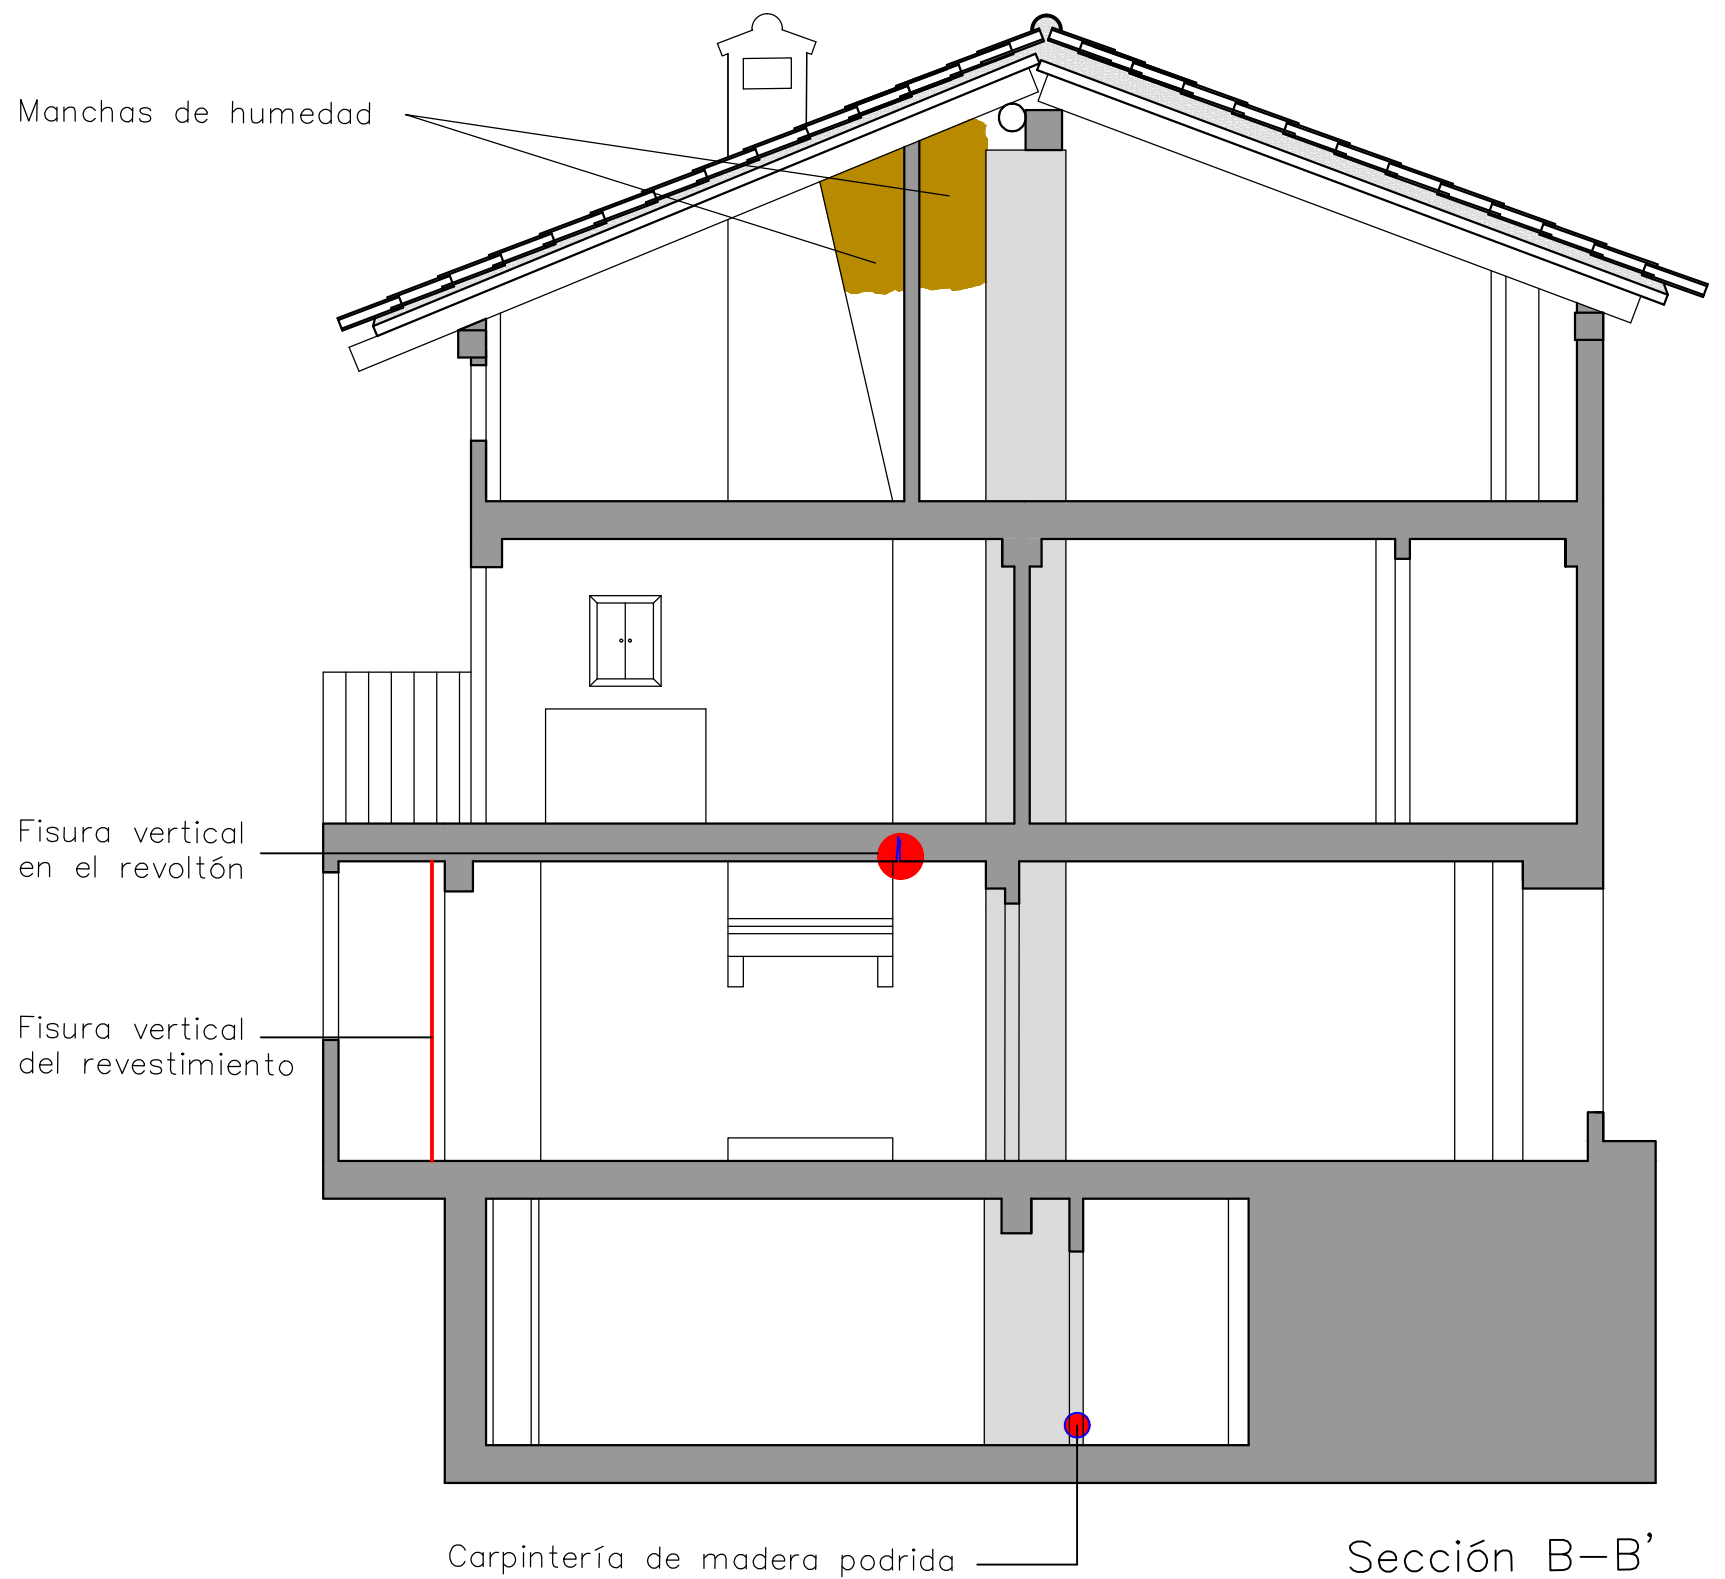 Manchas de humedad
Fisura vertical
en el revoltón
Fisura vertical
del revestimiento
Carpintería de madera podrida
Sección B-B'